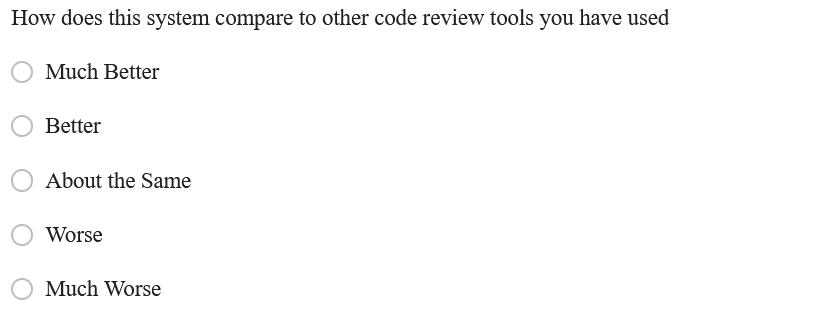 How does this system compare to other code review tools you have used
Much Better
Better
About the Same
Worse
Much Worse